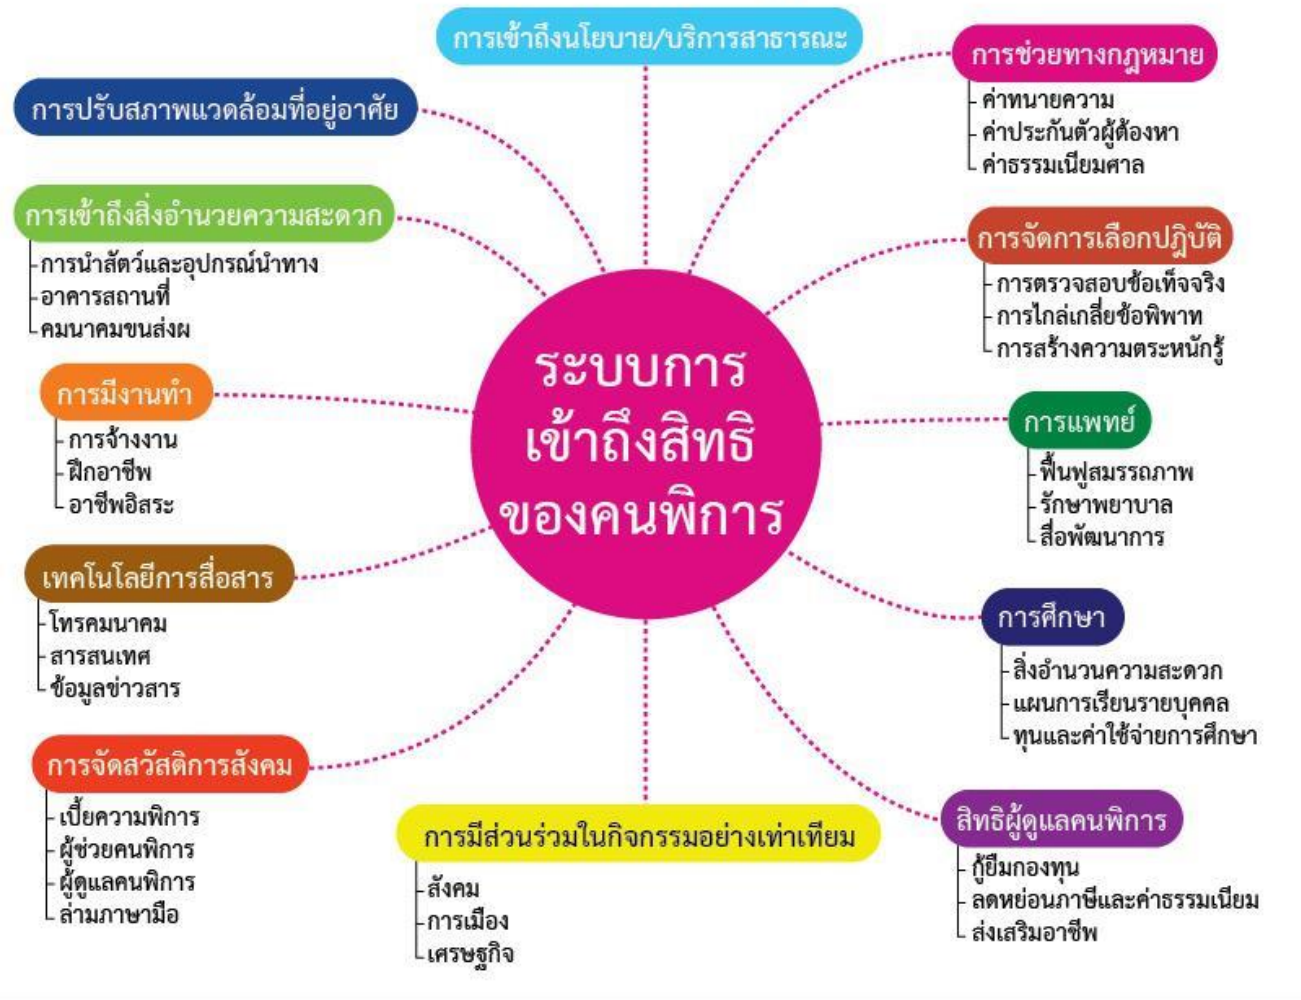 การเข้าถึงนโยบาย/บริการสาธารณะ
การปรับสภาพแวดล้อมที่อยู่อาศัย
การเข้าถึงสิ่งอำนวยความสะดวก
การนำสัตว์และอุปกรณ์นำทาง
อาคารสถานที่
คมนาคมขนส่งผ
การมีงานทำ
การจ้างงาน
ฝึกอาชีพ
อาชีพอิสระ
เทคโนโลยีการสื่อสาร
โทรคมนาคม
สารสนเทศ
ข้อมูลข่าวสาร
การจัดสวัสดิการสังคม
เบี้ยความพิการ
ผู้ช่วยคนพิการ
ผู้ดูแลคนพิการ
ล่ามภาษามือ
ระบบการ
เข้าถึงสิทธิ
ของคนพิการ
การมีส่วนร่วมในกิจกรรมอย่างเท่าเทียม
สังคม
การเมือง
เศรษฐกิจ
การช่วยทางกฎหมาย
ค่าทนายความ
ค่าประกันตัวผู้ต้องหา
ค่าธรรมเนียมศาล
การจัดการเลือกปฎิบัติ
การตรวจสอบข้อเท็จจริง
การไกล่เกลี่ยข้อพิพาท
การสร้างความตระหนักรู้
การแพทย์
ฟื้นฟูสมรรถภาพ
รักษาพยาบาล
สื่อพัฒนาการ
การศึกษา
สิ่งอำนวนความสะดวก
แผนการเรียนรายบุคคล
ทุนและค่าใช้จ่ายการศึกษา
สิทธิผู้ดูแลคนพิการ
กู้ยืมกองทุน
ลดหย่อนภาษีและค่าธรรมเนียม
ส่งเสริมอาชีพ